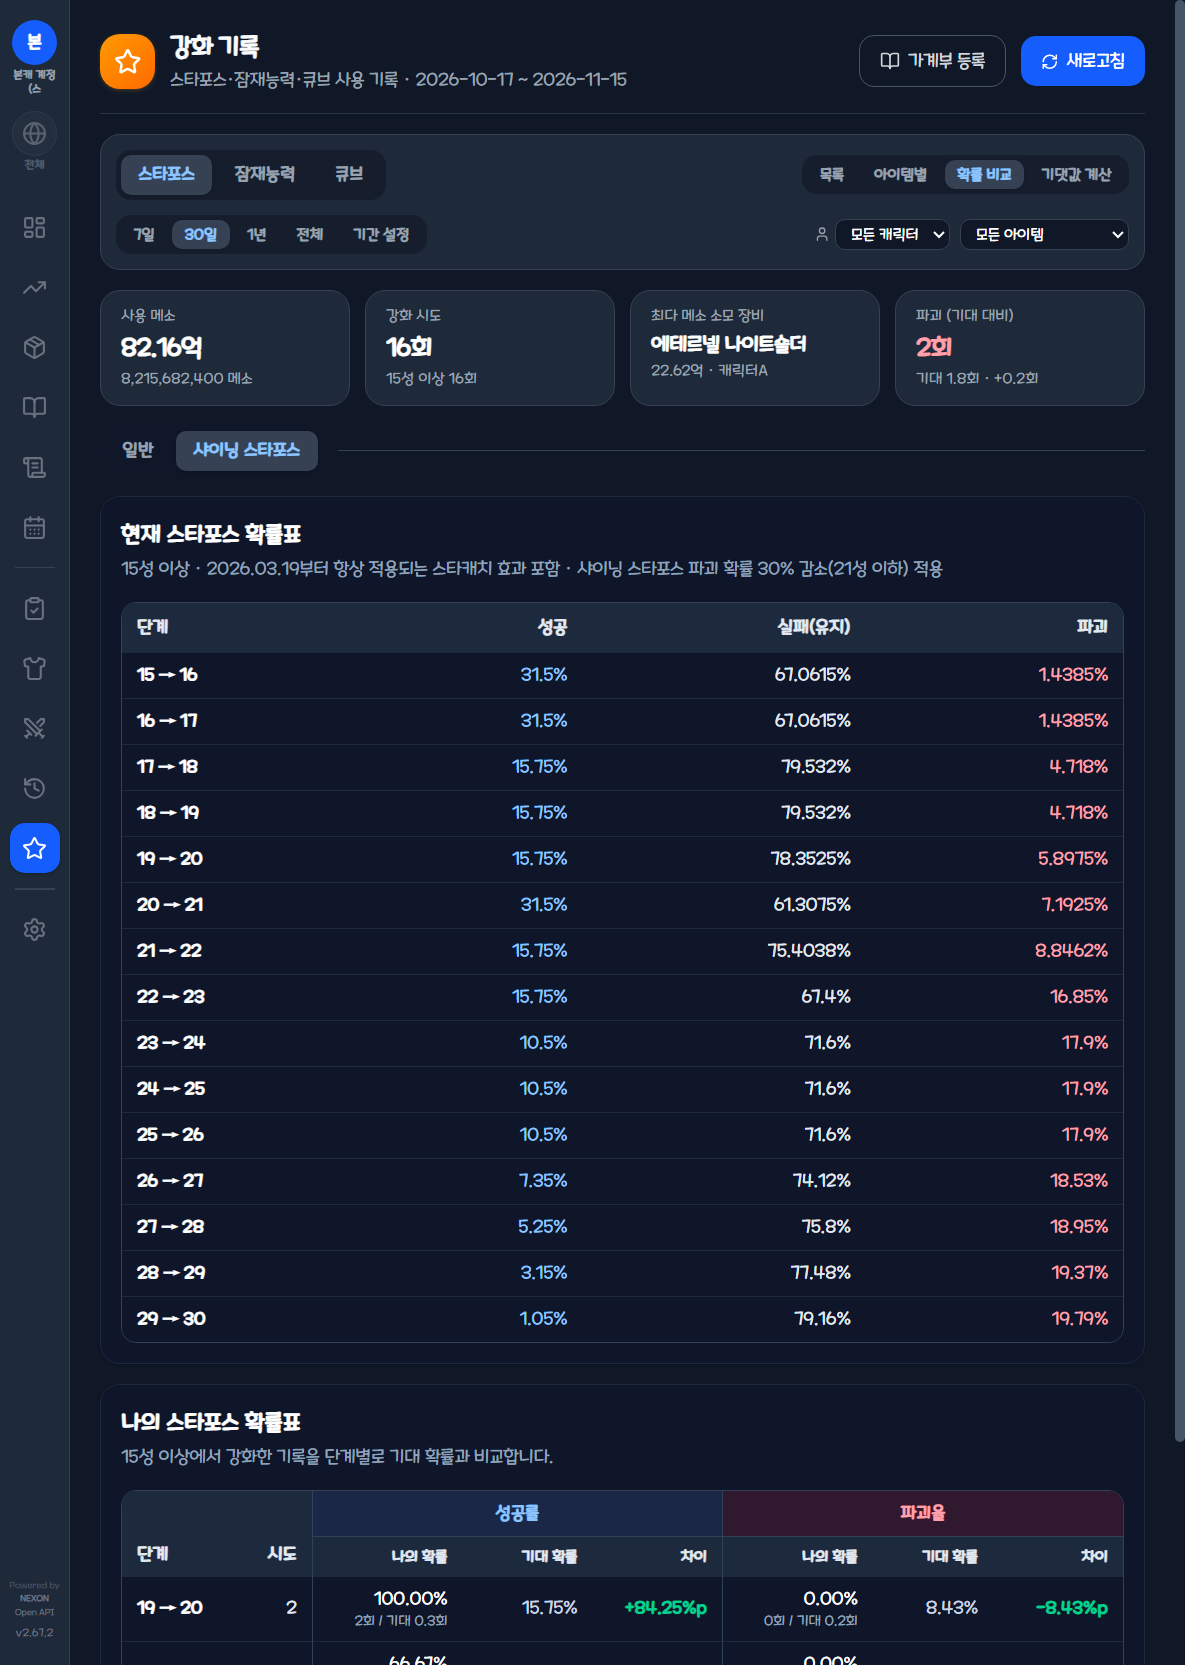 본
본캐 계정
(스
전체
Powered by
NEXON
Open API
v2.67.2
강화 기록
스타포스·잠재능력·큐브 사용 기록 · 2026-10-17 ~ 2026-11-15
가계부 등록
새로고침
스타포스 잠재능력 큐브
목록 아이템별 확률 비교 기댓값 계산
7일 30일 1년 전체 기간 설정
모든 캐릭터 모든 아이템
사용 메소
82.16억
8,215,682,400 메소
강화 시도
16회
15성 이상 16회
최다 메소 소모 장비
에테르넬 나이트숄더
22.62억 · 캐릭터A
파괴 (기대 대비)
2회
기대 1.8회 · +0.2회
일반 샤이닝 스타포스
현재 스타포스 확률표
15성 이상 · 2026.03.19부터 항상 적용되는 스타캐치 효과 포함 · 샤이닝 스타포스 파괴 확률 30% 감소(21성 이하) 적용
단계 성공 실패(유지) 파괴
15 → 16 31.5% 67.0615% 1.4385%
16 → 17 31.5% 67.0615% 1.4385%
17 → 18 15.75% 79.532% 4.718%
18 → 19 15.75% 79.532% 4.718%
19 → 20 15.75% 78.3525% 5.8975%
20 → 21 31.5% 61.3075% 7.1925%
21 → 22 15.75% 75.4038% 8.8462%
22 → 23 15.75% 67.4% 16.85%
23 → 24 10.5% 71.6% 17.9%
24 → 25 10.5% 71.6% 17.9%
25 → 26 10.5% 71.6% 17.9%
26 → 27 7.35% 74.12% 18.53%
27 → 28 5.25% 75.8% 18.95%
28 → 29 3.15% 77.48% 19.37%
29 → 30 1.05% 79.16% 19.79%
나의 스타포스 확률표
15성 이상에서 강화한 기록을 단계별로 기대 확률과 비교합니다.
성공률 파괴율
단계 시도 나의 확률 기대 확률 차이 나의 확률 기대 확률 차이
19 → 20 2 100.00% 15.75% +84.25%p 0.00% 8.43% -8.43%p
2회 / 기대 0.3회 0회 / 기대 0.2회
66.67% 0.00%